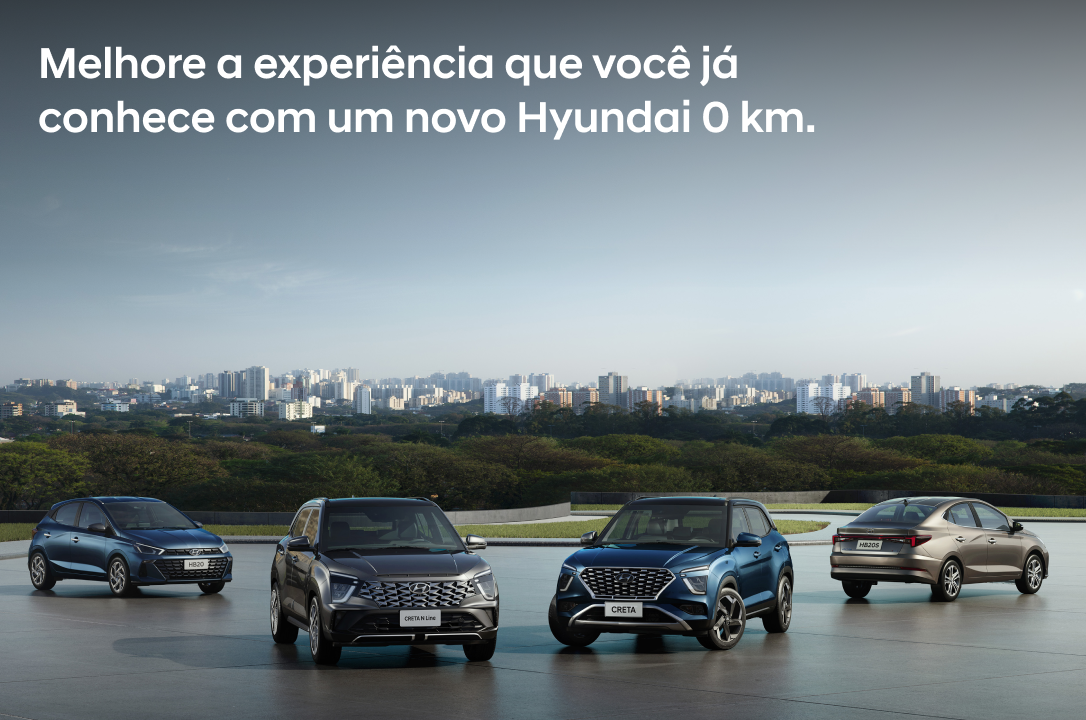 Melhore a experiência que você já
conhece com um novo Hyundai 0 km.
HB20
CRETA N Line
CRETA
HB20S